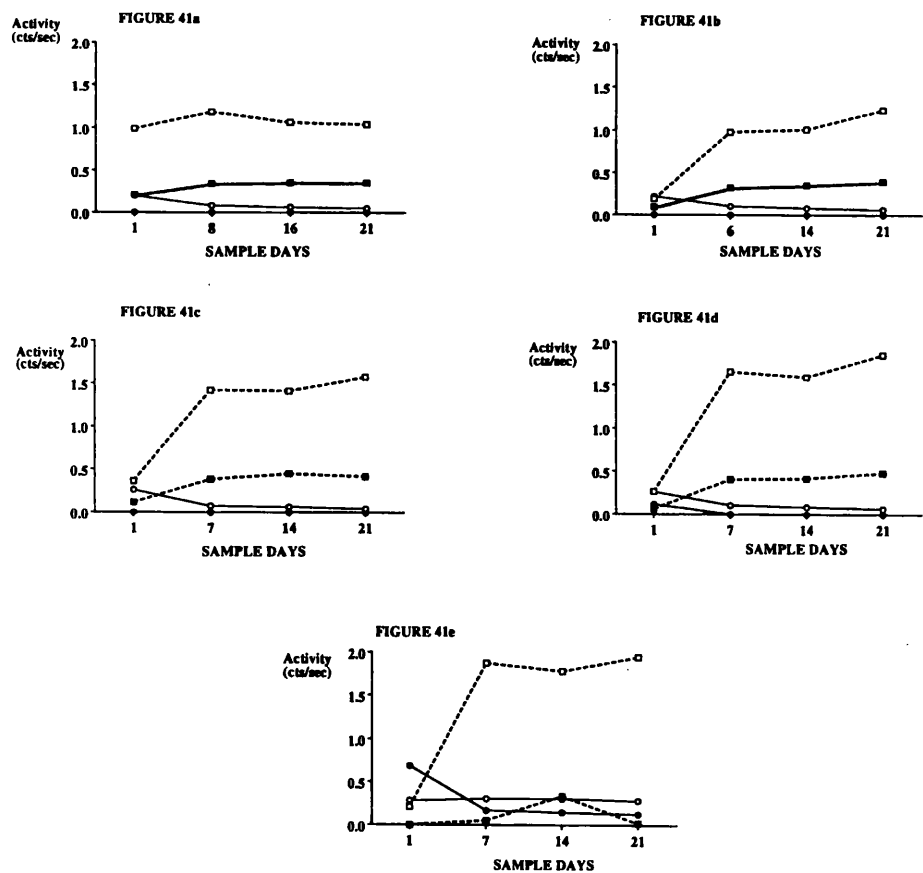 FIGURE 41a
Activity
(cts/sec)
2.0
1.5
1.0
0.5
0.0
1 8 16 21
SAMPLE DAYS
FIGURE 41b
Activity
(cts/sec)
2.0
1.5
1.0
0.5
0.0
1 6 14 21
SAMPLE DAYS
FIGURE 41c
Activity
(cts/sec)
2.0
1.5
1.0
0.5
0.0
1 7 14 21
SAMPLE DAYS
FIGURE 41d
Activity
(cts/sec)
2.0
1.5
1.0
0.5
0.0
1 7 14 21
SAMPLE DAYS
FIGURE 41e
Activity
(cts/sec)
2.0
1.5
1.0
0.5
0.0
1 7 14 21
SAMPLE DAYS